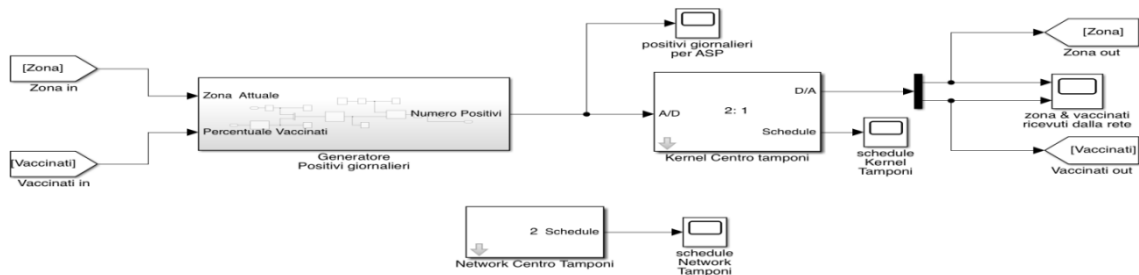 [Zona]
Zona in
[Vaccinati]
Vaccinati in
Zona Attuale
Percentuale Vaccinati
Numero Positivi
Generatore
Positivi giornalieri
positivi giornalieri
per ASP
A/D
2: 1
D/A
Schedule
Kernel Centro tamponi
schedule
Kernel
Tamponi
[Zona]
Zona out
zona & vaccinati
ricevuti dalla rete
[Vaccinati]
Vaccinati out
2 Schedule
Network Centro Tamponi
schedule
Network
Tamponi